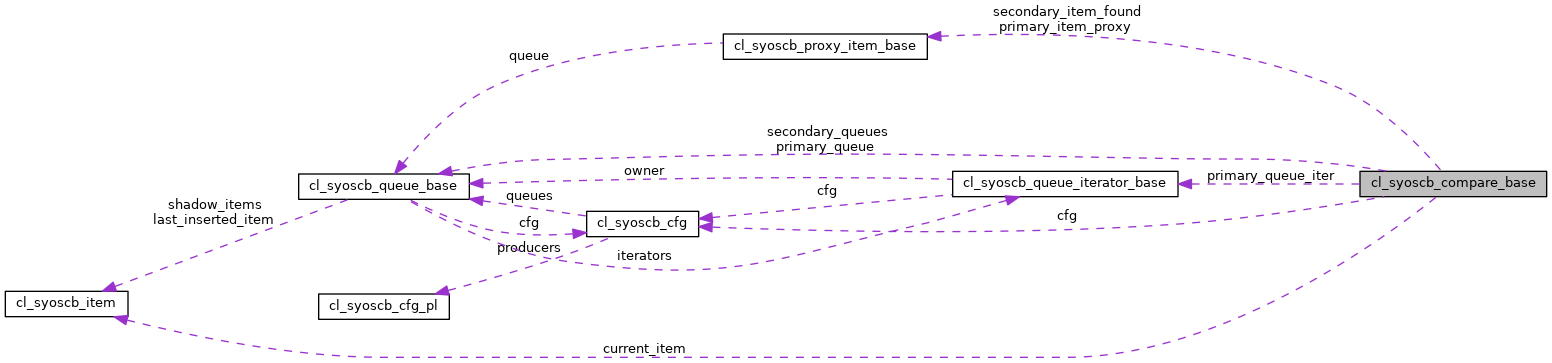 secondary_item_found
primary_item_proxy
cl_syoscb_proxy_item_base
queue
secondary_queues
primary_queue
owner
cl_syoscb_queue_base
cl_syoscb_queue_iterator_base
primary_queue_iter
cl_syoscb_compare_base
cfg
queues
shadow_items
last_inserted_item
cfg
cl_syoscb_cfg
cfg
producers
iterators
cl_syoscb_item
cl_syoscb_cfg_pl
current_item